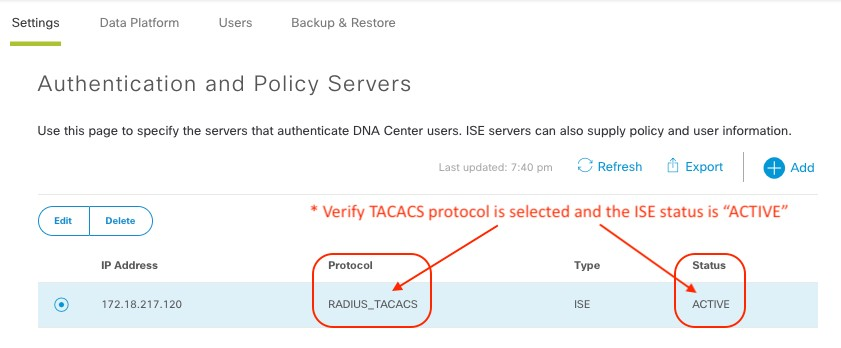 Settings Data Platform Users Backup & Restore
Authentication and Policy Servers
Use this page to specify the servers that authenticate DNA Center users. ISE servers can also supply policy and user information.
Last updated: 7:40 pm Refresh Export Add
* Verify TACACS protocol is selected and the ISE status is “ACTIVE”
Edit Delete
IP Address Protocol Type Status
172.18.217.120 RADIUS_TACACS ISE ACTIVE